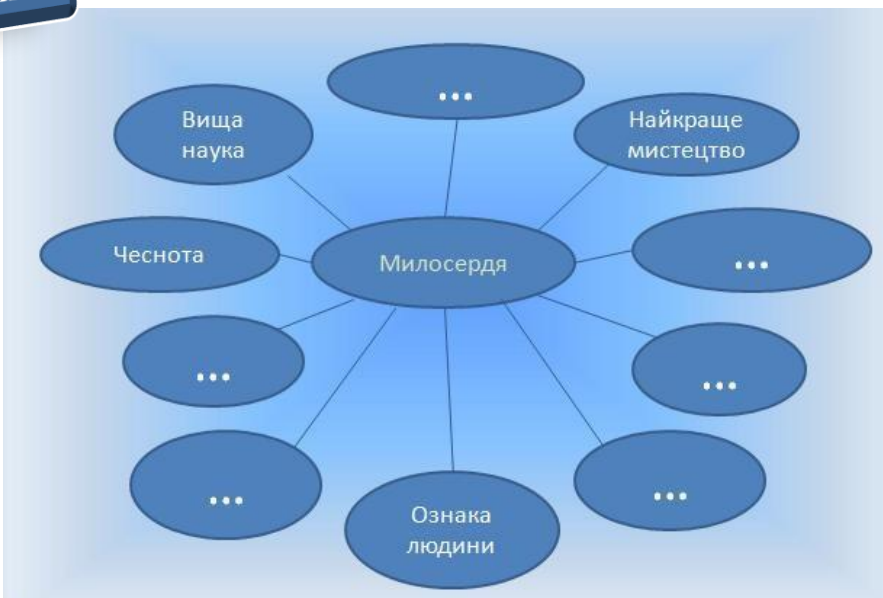 ...
Вища
наука
Найкраще
мистецтво
Чеснота
Милосердя
...
...
...
...
...
Ознака
людини